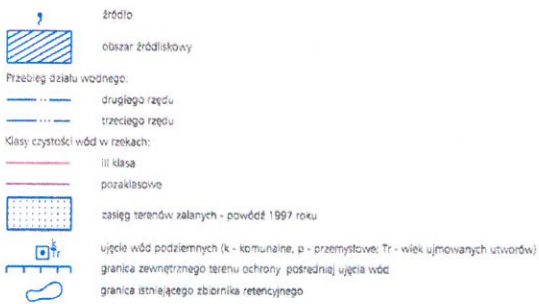 źródło
obszar źródliskowy
Przebieg działu wodnego:
drugiego rzędu
trzeciego rzędu
Klasy czystości wód w rzekach:
III klasa
pozaklasowe
zasięg terenów zalanych - powódź 1997 roku
k
Tr
ujęcie wód podziemnych (k - komunalne, p - przemysłowe; Tr - wiek ujmowanych utworów)
granica zewnętrznego terenu ochrony pośredniej ujęcia wód
granica istniejącego zbiornika retencyjnego